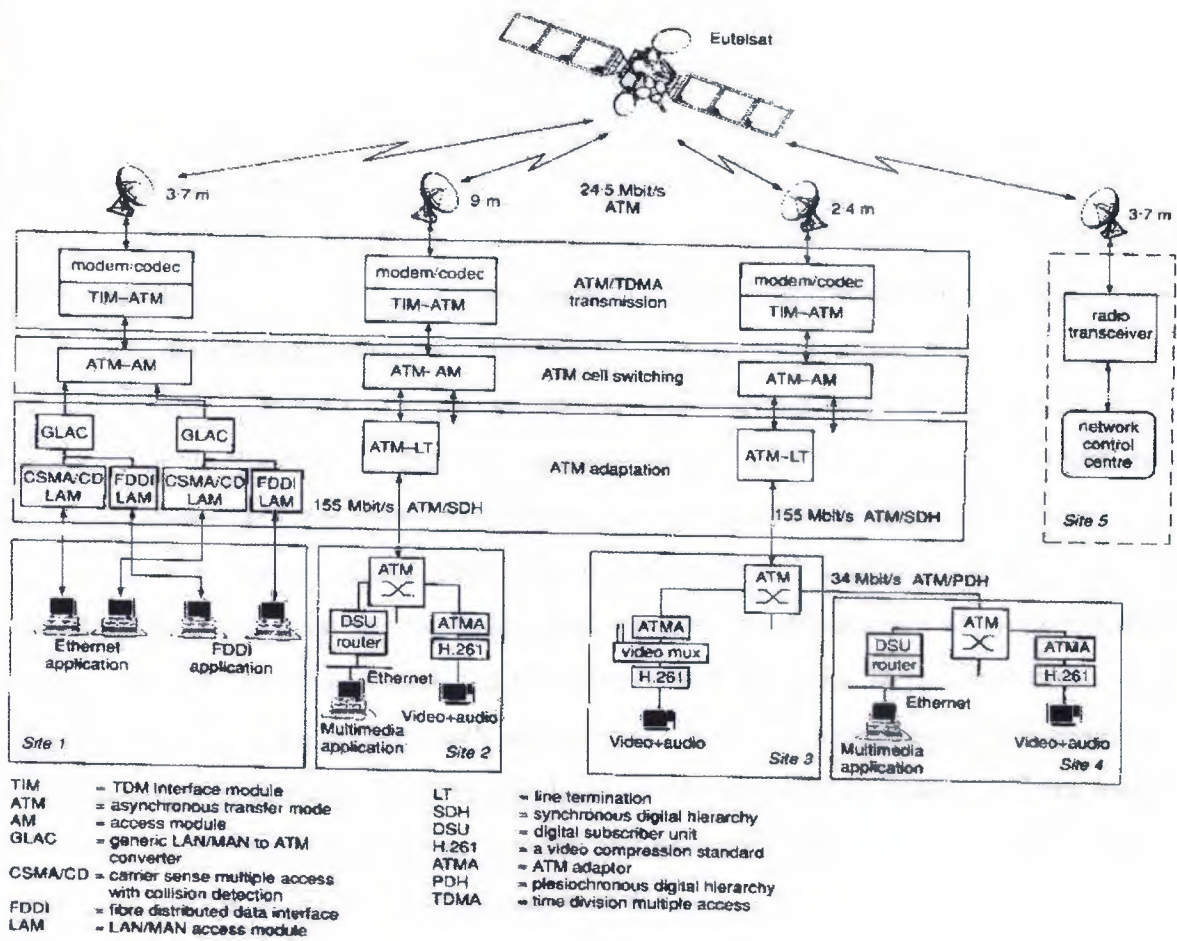 Eutelsat
3·7 m
9 m
24·5 Mbit/s
ATM
2·4 m
3·7 m
modem/codec
TIM–ATM
modem/codec
TIM–ATM
ATM/TDMA
transmission
modem/codec
TIM–ATM
radio
transceiver
ATM–AM
ATM-AM
ATM cell switching
ATM–AM
GLAC
GLAC
ATM–LT
ATM adaptation
ATM–LT
network
control
centre
CSMA/CD
LAM
FDDI
LAM
CSMA/CD
LAM
FDDI
LAM
155 Mbit/s ATM/SDH
155 Mbit/s ATM/SDH
Site 5
ATM
ATM
34 Mbit/s ATM/PDH
DSU
router
ATMA
H.261
ATMA
video mux
H.261
ATM
DSU
router
ATMA
H.261
Ethernet
application
FDDI
application
Ethernet
Multimedia
application
Video+audio
Video+audio
Ethernet
Multimedia
application
Video+audio
Site 1
Site 2
Site 3
Site 4
TIM = TDM Interface module
ATM = asynchronous transfer mode
AM = access module
GLAC = generic LAN/MAN to ATM
converter
CSMA/CD = carrier sense multiple access
with collision detection
FDDI = fibre distributed data interface
LAM = LAN/MAN access module
LT = line termination
SDH = synchronous digital hierarchy
DSU = digital subscriber unit
H.261 = a video compression standard
ATMA = ATM adaptor
PDH = plesiochronous digital hierarchy
TDMA = time division multiple access